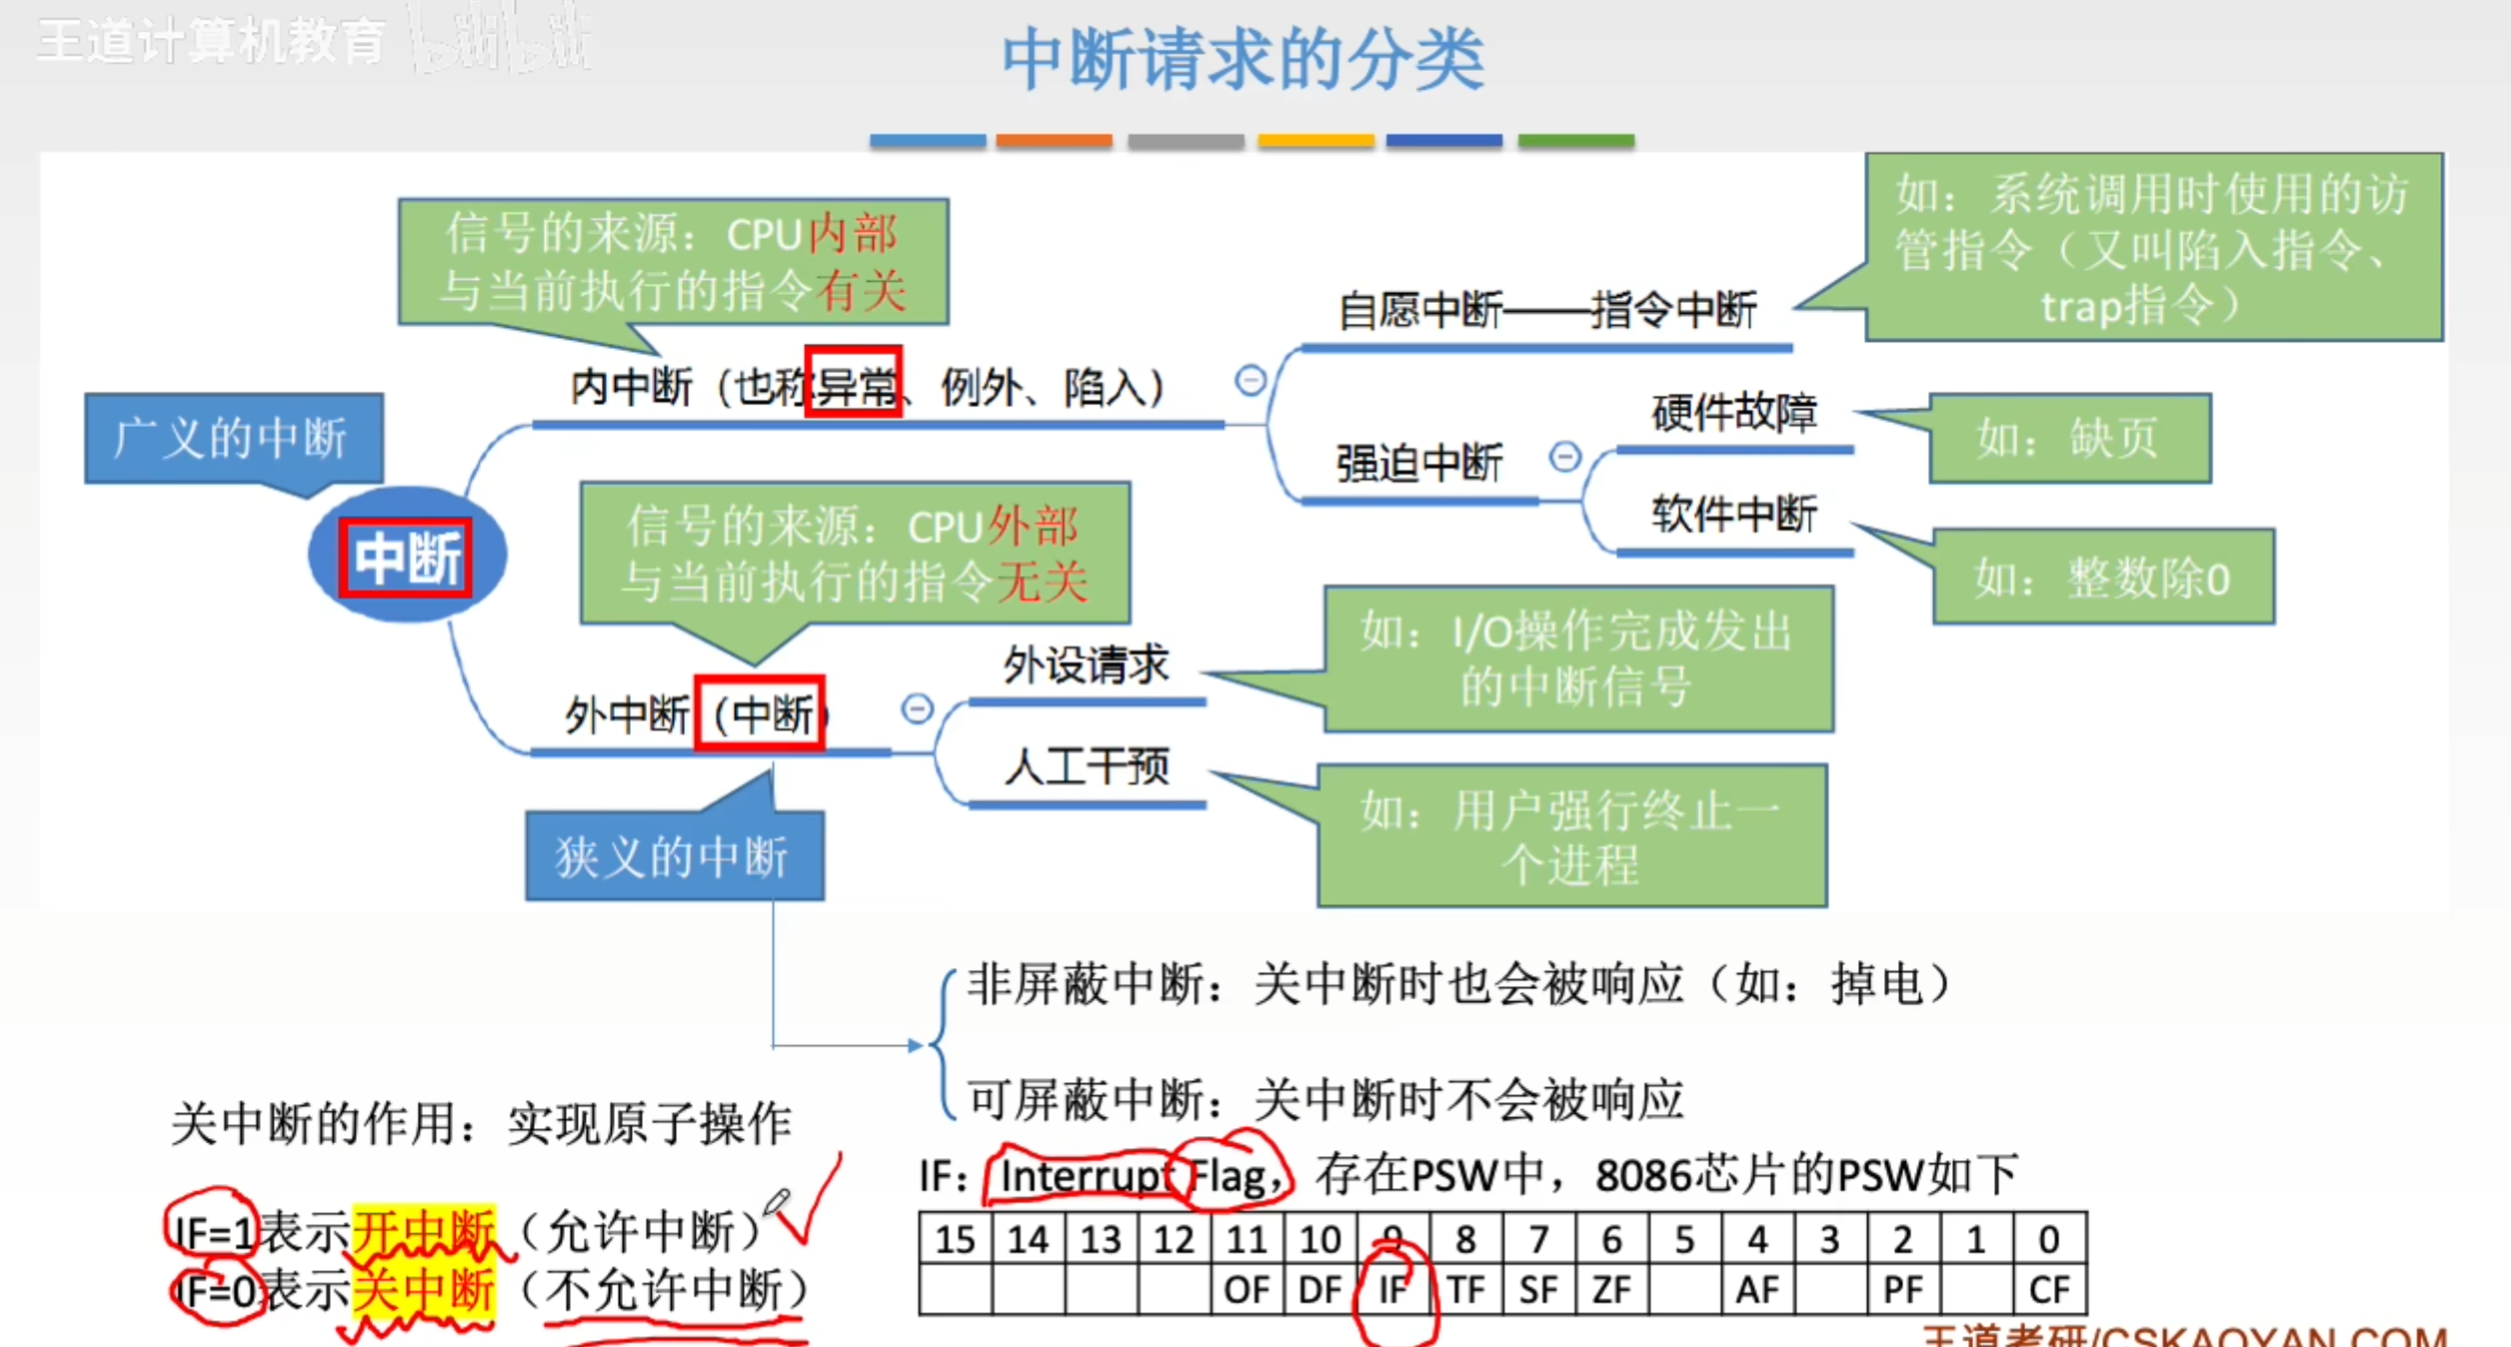 王道计算机教育 bilibili
中断请求的分类
信号的来源：CPU内部
与当前执行的指令有关
如：系统调用时使用的访
管指令（又叫陷入指令、
trap指令）
自愿中断——指令中断
内中断（也称异常、例外、陷入）
广义的中断
硬件故障
如：缺页
强迫中断
软件中断
如：整数除0
中断
信号的来源：CPU外部
与当前执行的指令无关
外设请求
如：I/O操作完成发出
的中断信号
外中断（中断）
人工干预
如：用户强行终止一
个进程
狭义的中断
非屏蔽中断：关中断时也会被响应（如：掉电）
可屏蔽中断：关中断时不会被响应
关中断的作用：实现原子操作
IF=1表示开中断（允许中断）
IF=0表示关中断（不允许中断）
IF：Interrupt Flag，存在PSW中，8086芯片的PSW如下
15 14 13 12 11 10 9 8 7 6 5 4 3 2 1 0
OF DF IF TF SF ZF AF PF CF
王道考研/CSKAOYAN.COM